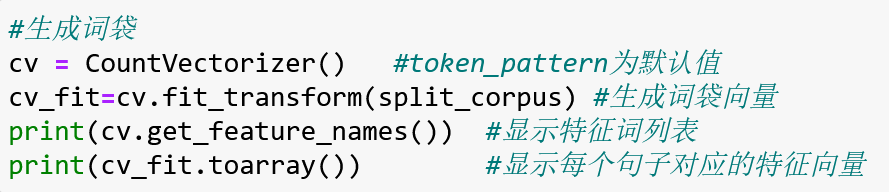 #生成词袋
cv = CountVectorizer()   #token_pattern为默认值
cv_fit=cv.fit_transform(split_corpus) #生成词袋向量
print(cv.get_feature_names())  #显示特征词列表
print(cv_fit.toarray())        #显示每个句子对应的特征向量